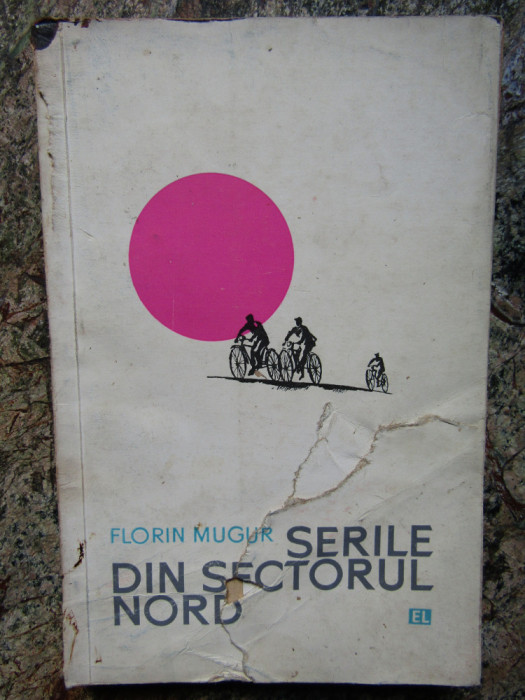 FLORIN MUGUR SERILE
DIN SECTORUL
NORD
EL